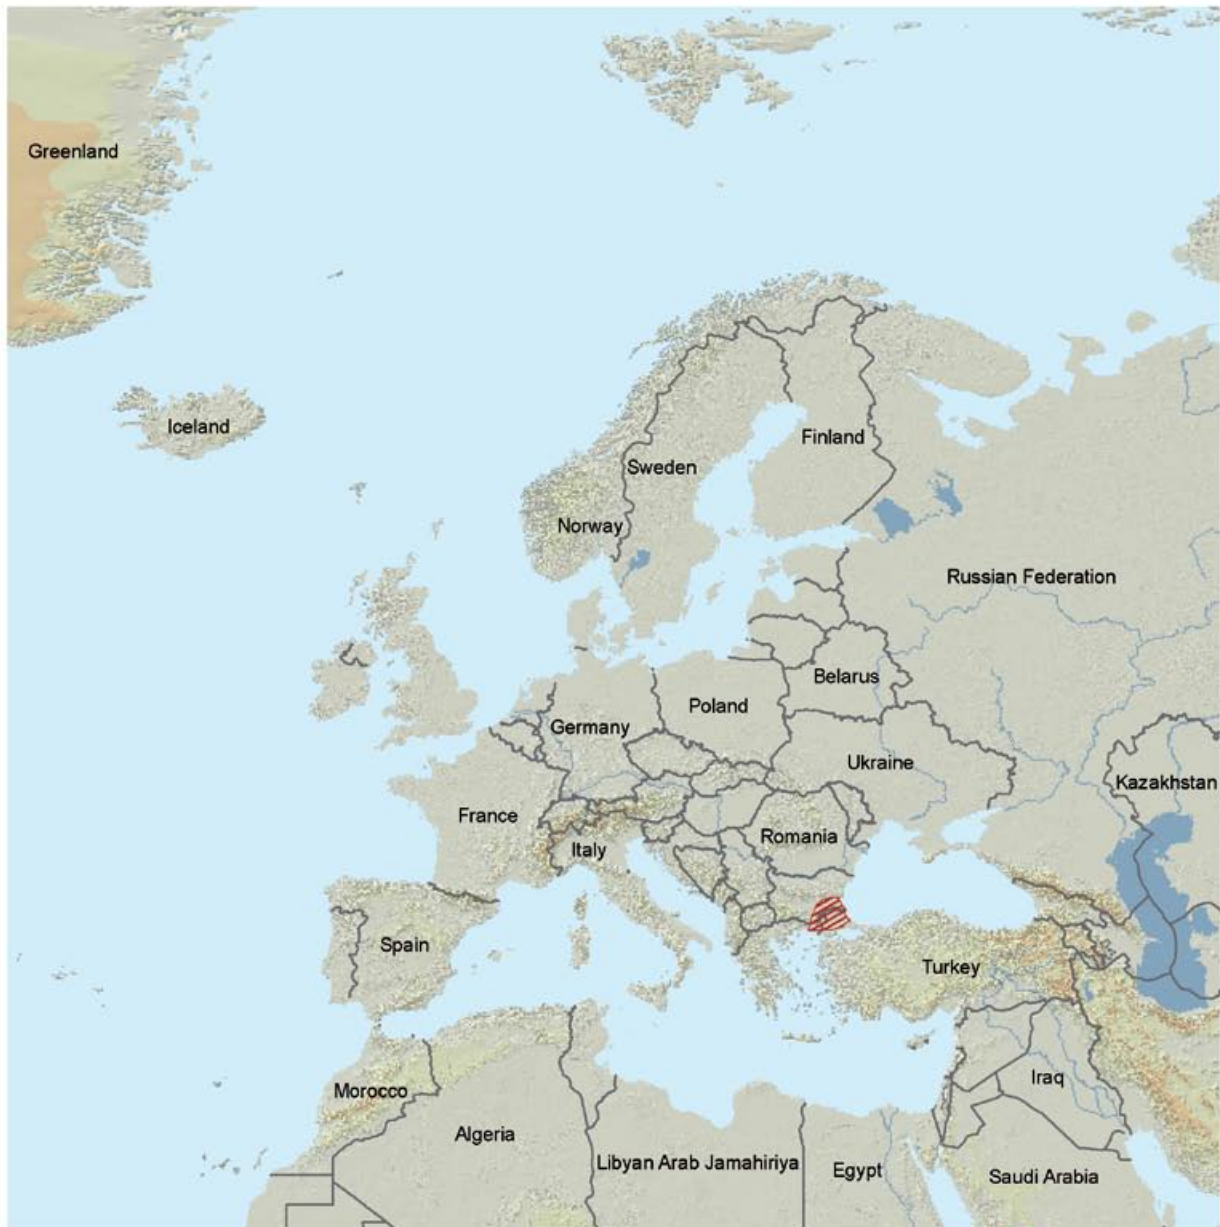 Greenland
Iceland
Finland
Sweden
Norway
Russian Federation
Belarus
Poland
Germany
Ukraine
Kazakhstan
France
Romania
Italy
Spain
Turkey
Iraq
Morocco
Algeria
Libyan Arab Jamahiriya
Egypt
Saudi Arabia